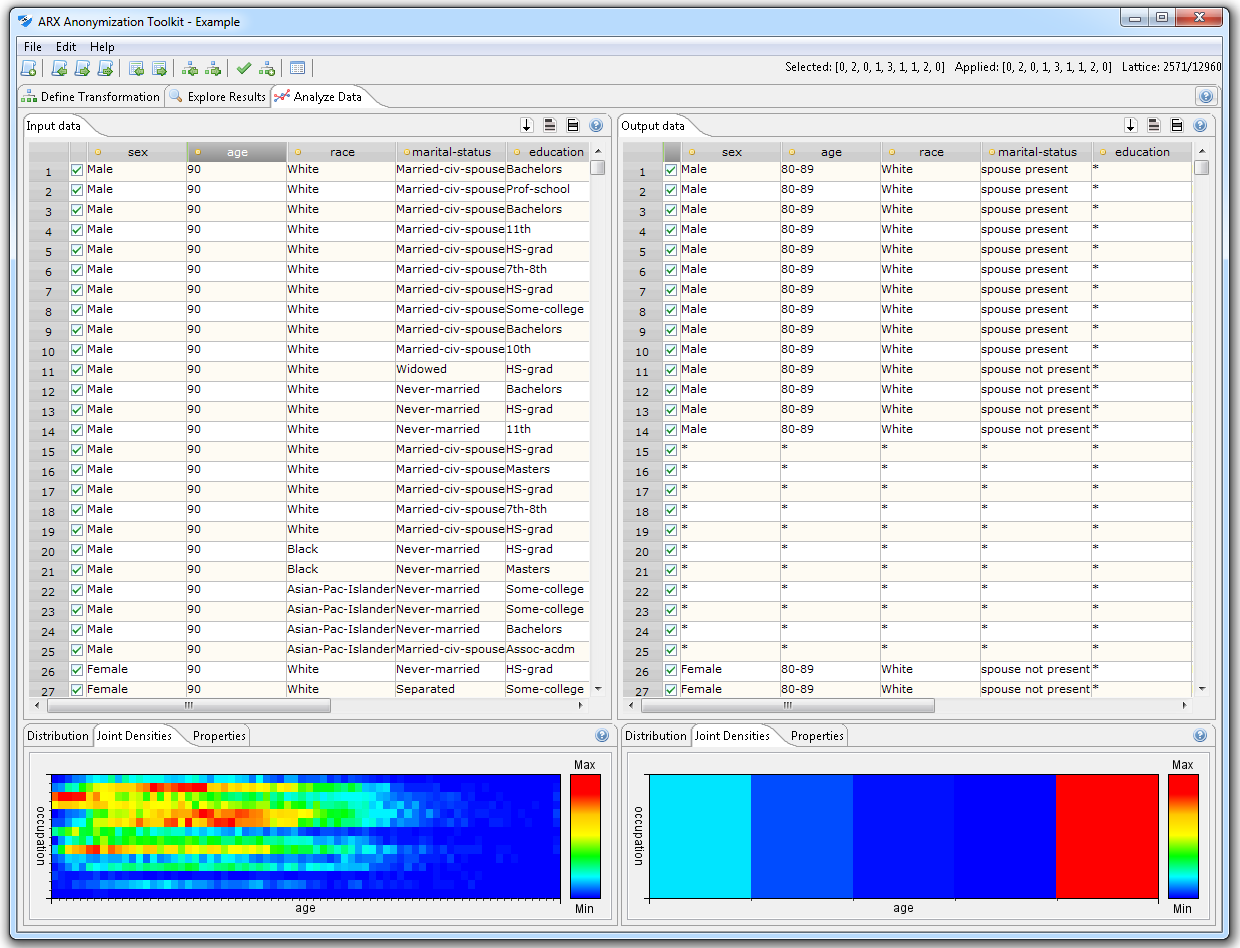 ARX Anonymization Toolkit - Example
File Edit Help
Selected: [0, 2, 0, 1, 3, 1, 1, 2, 0] Applied: [0, 2, 0, 1, 3, 1, 1, 2, 0] Lattice: 2571/12960
Define Transformation Explore Results Analyze Data
Input data
sex age race marital-status education
1 Male 90 White Married-civ-spouse Bachelors
2 Male 90 White Married-civ-spouse Prof-school
3 Male 90 White Married-civ-spouse Bachelors
4 Male 90 White Married-civ-spouse 11th
5 Male 90 White Married-civ-spouse HS-grad
6 Male 90 White Married-civ-spouse 7th-8th
7 Male 90 White Married-civ-spouse HS-grad
8 Male 90 White Married-civ-spouse Some-college
9 Male 90 White Married-civ-spouse Bachelors
10 Male 90 White Married-civ-spouse 10th
11 Male 90 White Widowed HS-grad
12 Male 90 White Never-married Bachelors
13 Male 90 White Never-married HS-grad
14 Male 90 White Never-married 11th
15 Male 90 White Married-civ-spouse HS-grad
16 Male 90 White Married-civ-spouse Masters
17 Male 90 White Married-civ-spouse HS-grad
18 Male 90 White Married-civ-spouse 7th-8th
19 Male 90 White Married-civ-spouse HS-grad
20 Male 90 Black Never-married HS-grad
21 Male 90 Black Never-married Masters
22 Male 90 Asian-Pac-Islander Never-married Some-college
23 Male 90 Asian-Pac-Islander Never-married Some-college
24 Male 90 Asian-Pac-Islander Never-married Bachelors
25 Male 90 Asian-Pac-Islander Married-civ-spouse Assoc-acdm
26 Female 90 White Never-married HS-grad
27 Female 90 White Separated Some-college
Output data
sex age race marital-status education
1 Male 80-89 White spouse present *
2 Male 80-89 White spouse present *
3 Male 80-89 White spouse present *
4 Male 80-89 White spouse present *
5 Male 80-89 White spouse present *
6 Male 80-89 White spouse present *
7 Male 80-89 White spouse present *
8 Male 80-89 White spouse present *
9 Male 80-89 White spouse present *
10 Male 80-89 White spouse present *
11 Male 80-89 White spouse not present *
12 Male 80-89 White spouse not present *
13 Male 80-89 White spouse not present *
14 Male 80-89 White spouse not present *
15 * * * * *
16 * * * * *
17 * * * * *
18 * * * * *
19 * * * * *
20 * * * * *
21 * * * * *
22 * * * * *
23 * * * * *
24 * * * * *
25 * * * * *
26 Female 80-89 White spouse not present *
27 Female 80-89 White spouse not present *
Distribution Joint Densities Properties
Max
occupation
Min
age
Distribution Joint Densities Properties
Max
occupation
Min
age